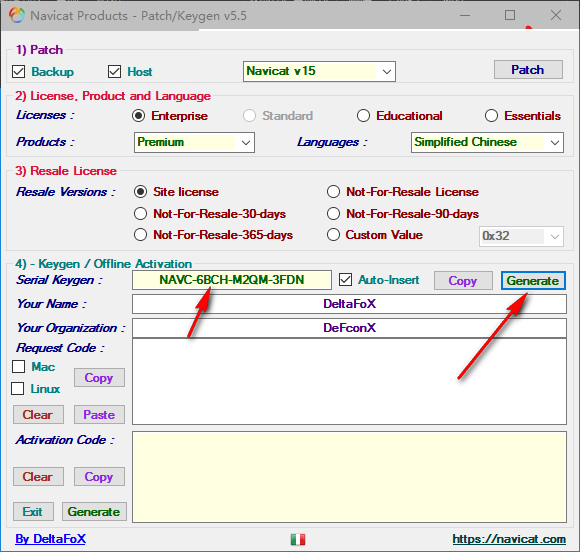 Navicat Products - Patch/Keygen v5.5
1) Patch
Backup Host Navicat v15 Patch
2) License, Product and Language
Licenses : Enterprise Standard Educational Essentials
Products : Premium Languages : Simplified Chinese
3) Resale License
Resale Versions : Site license Not-For-Resale License
Not-For-Resale-30-days Not-For-Resale-90-days
Not-For-Resale-365-days Custom Value 0x32
4) - Keygen / Offline Activation
Serial Keygen : NAVC-6BCH-M2QM-3FDN Auto-Insert Copy Generate
Your Name : DeltaFoX
Your Organization : DeFconX
Request Code :
Mac
Copy
Linux
Clear Paste
Activation Code :
Clear Copy
Exit Generate
By DeltaFoX https://navicat.com